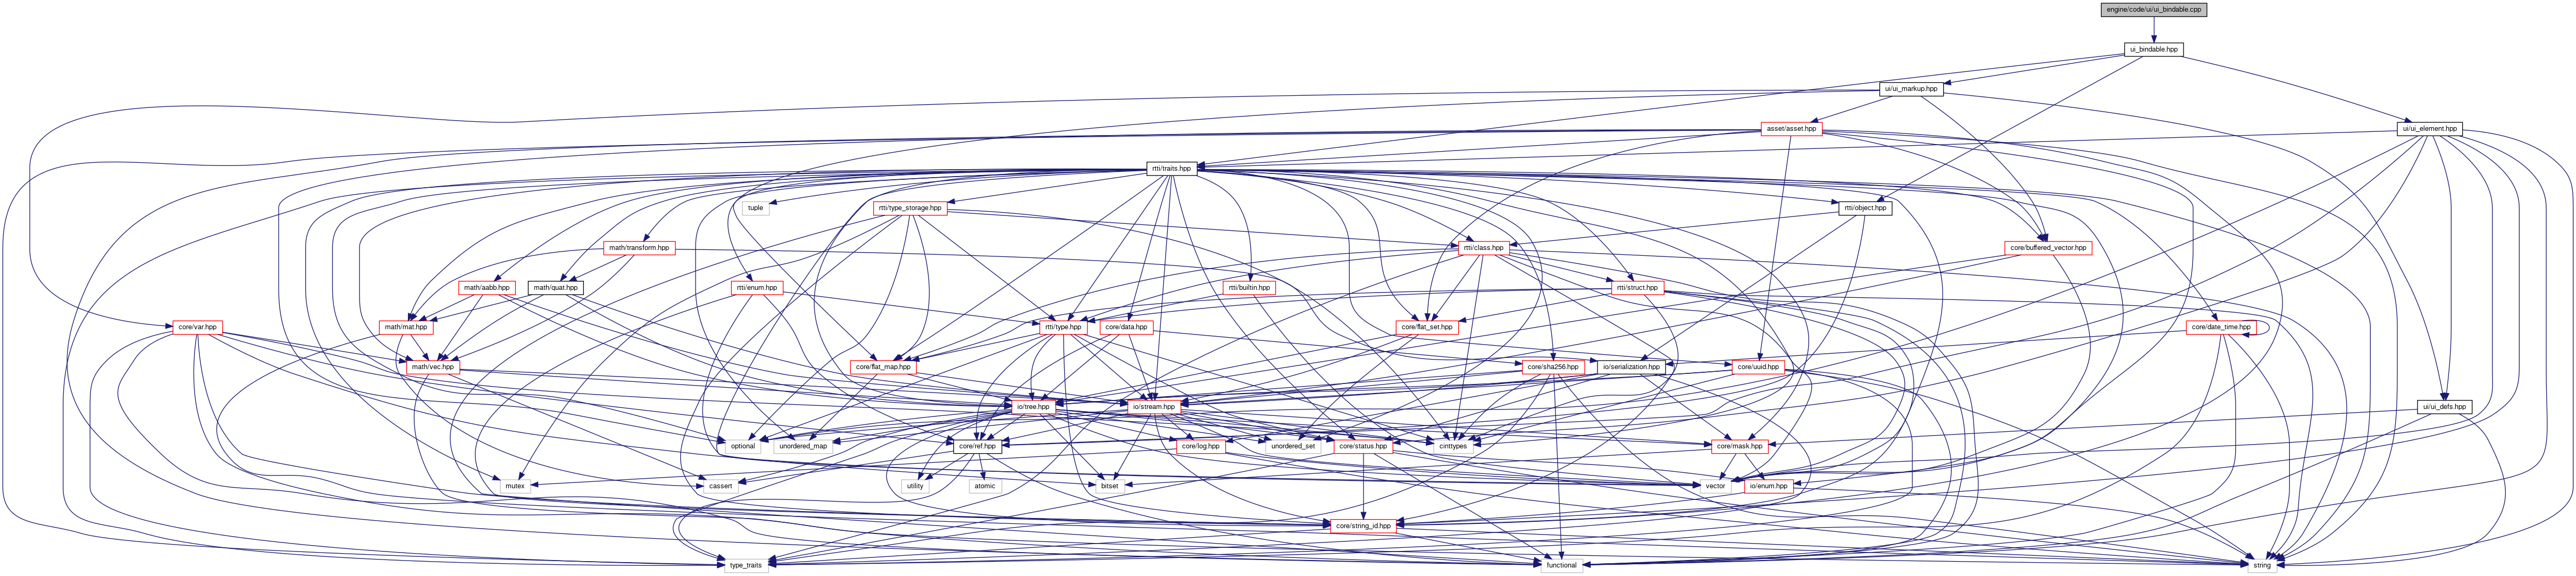 engine/code/ui/ui_bindable.cpp
ui_bindable.hpp
ui/ui_markup.hpp
asset/asset.hpp
ui/ui_element.hpp
rtti/traits.hpp
tuple
rtti/type_storage.hpp
rtti/object.hpp
math/transform.hpp
rtti/class.hpp
core/buffered_vector.hpp
math/aabb.hpp
math/quat.hpp
rtti/enum.hpp
rtti/builtin.hpp
rtti/struct.hpp
core/var.hpp
math/mat.hpp
rtti/type.hpp
core/data.hpp
core/flat_set.hpp
core/date_time.hpp
math/vec.hpp
core/flat_map.hpp
core/sha256.hpp
io/serialization.hpp
core/uuid.hpp
io/tree.hpp
io/stream.hpp
ui/ui_defs.hpp
optional
unordered_map
core/ref.hpp
core/log.hpp
unordered_set
core/status.hpp
cinttypes
core/mask.hpp
mutex
cassert
utility
atomic
bitset
vector
io/enum.hpp
core/string_id.hpp
type_traits
functional
string